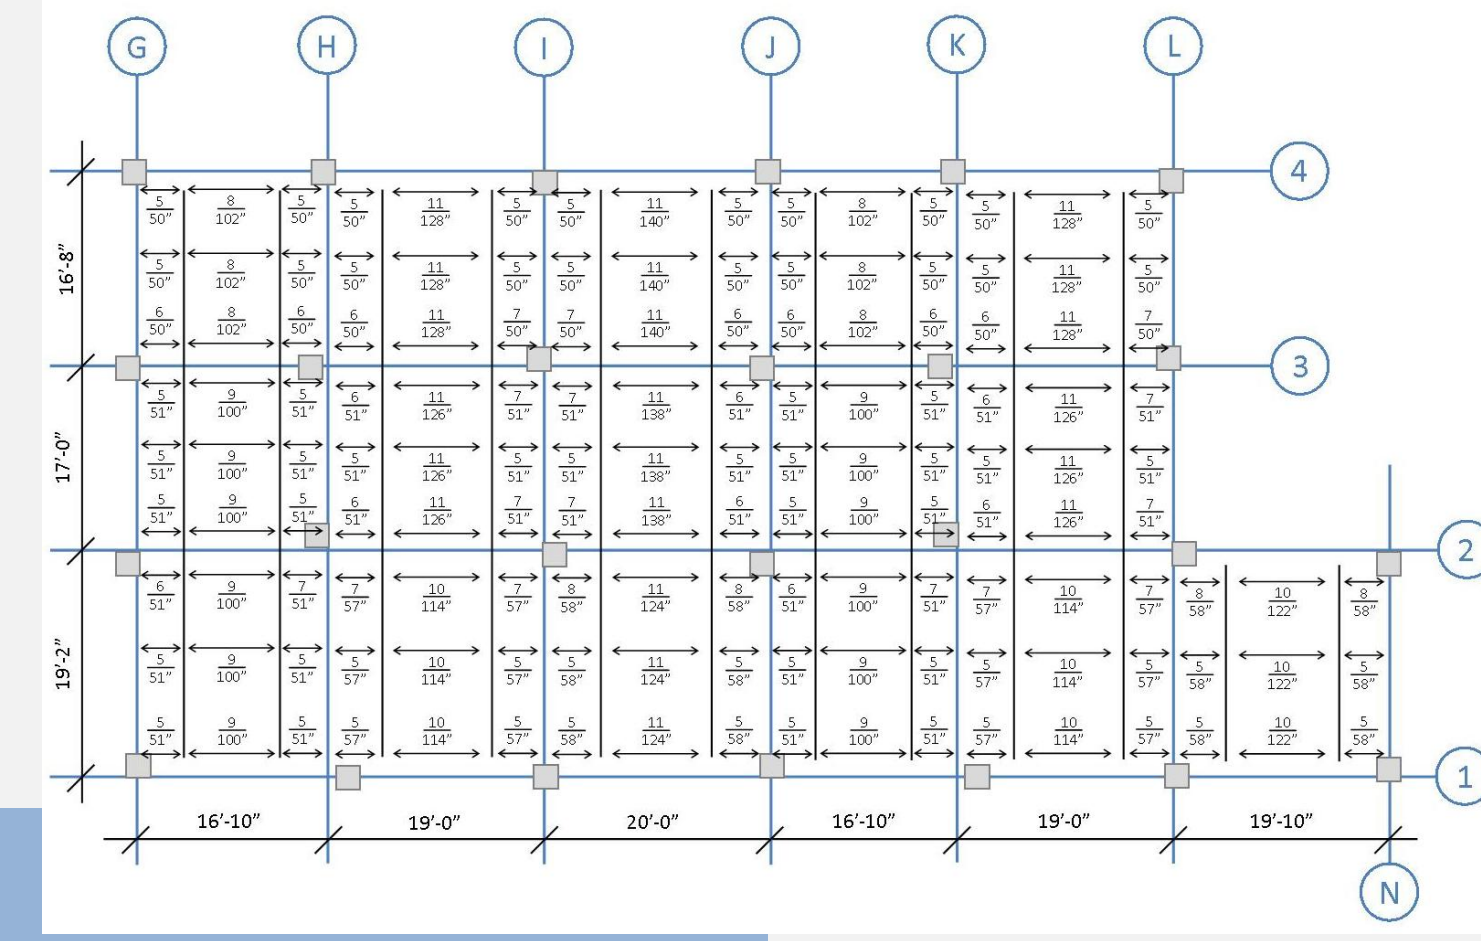 G H I J K L
4
5 8 5 5 11 5 5 11 5 5 8 5 5 11 5
50” 102” 50” 50” 128” 50” 50” 140” 50” 50” 102” 50” 50” 128” 50”
16’-8”
5 8 5 5 11 5 5 11 5 5 8 5 5 11 5
50” 102” 50” 50” 128” 50” 50” 140” 50” 50” 102” 50” 50” 128” 50”
6 8 6 6 11 7 7 11 6 6 8 6 6 11 7
50” 102” 50” 50” 128” 50” 50” 140” 50” 50” 102” 50” 50” 128” 50”
3
5 9 5 6 11 7 7 11 6 5 9 5 6 11 7
51” 100” 51” 51” 126” 51” 51” 138” 51” 51” 100” 51” 51” 126” 51”
17’-0”
5 9 5 5 11 5 5 11 5 5 9 5 5 11 5
51” 100” 51” 51” 126” 51” 51” 138” 51” 51” 100” 51” 51” 126” 51”
5 9 5 6 11 7 7 11 6 5 9 5 6 11 7
51” 100” 51” 51” 126” 51” 51” 138” 51” 51” 100” 51” 51” 126” 51”
2
6 9 7 7 10 7 8 11 8 6 9 7 7 10 7 8 10 8
51” 100” 51” 57” 114” 57” 58” 124” 58” 51” 100” 51” 57” 114” 57” 58” 122” 58”
19’-2”
5 9 5 5 10 5 5 11 5 5 9 5 5 10 5 5 10 5
51” 100” 51” 57” 114” 57” 58” 124” 58” 51” 100” 51” 57” 114” 57” 58” 122” 58”
5 9 5 5 10 5 5 11 5 5 9 5 5 10 5 5 10 5
51” 100” 51” 57” 114” 57” 58” 124” 58” 51” 100” 51” 57” 114” 57” 58” 122” 58”
1
16’-10” 19’-0” 20’-0” 16’-10” 19’-0” 19’-10”
N